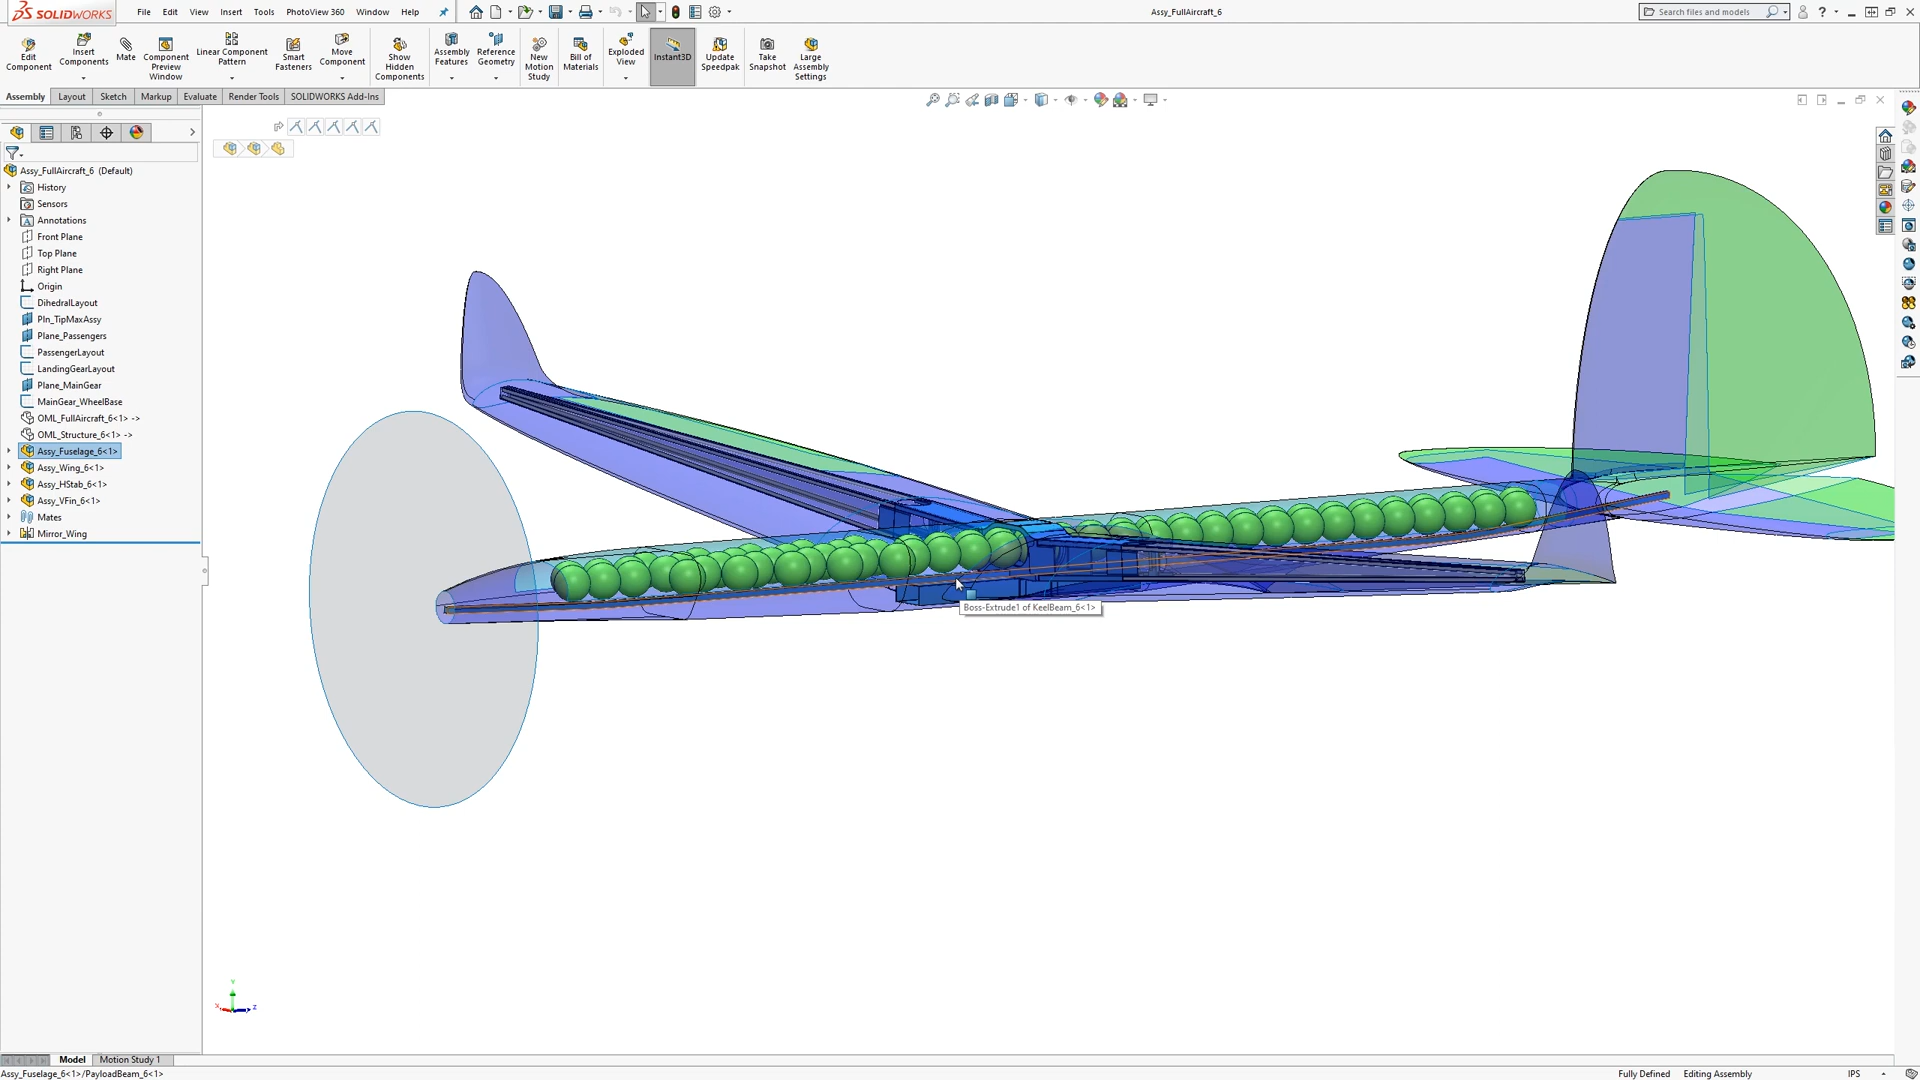 SOLIDWORKS
File Edit View Insert Tools PhotoView 360 Window Help
Assy_FullAircraft_6
Search files and models
Edit Component
Insert Components
Mate
Component Preview Window
Linear Component Pattern
Smart Fasteners
Move Component
Show Hidden Components
Assembly Features
Reference Geometry
New Motion Study
Bill of Materials
Exploded View
Instant3D
Update Speedpak
Take Snapshot
Large Assembly Settings
Assembly Layout Sketch Markup Evaluate Render Tools SOLIDWORKS Add-Ins
Assy_FullAircraft_6 (Default)
History
Sensors
Annotations
Front Plane
Top Plane
Right Plane
Origin
DihedralLayout
Pln_TipMaxAssy
Plane_Passengers
PassengerLayout
LandingGearLayout
Plane_MainGear
MainGear_WheelBase
OML_FullAircraft_6<1> ->
OML_Structure_6<1> ->
Assy_Fuselage_6<1>
Assy_Wing_6<1>
Assy_HStab_6<1>
Assy_VFin_6<1>
Mates
Mirror_Wing
Boss-Extrude1 of KeelBeam_6<1>
Y
X
Z
Model Motion Study 1
Assy_Fuselage_6<1>/PayloadBeam_6<1>
Fully Defined Editing Assembly IPS